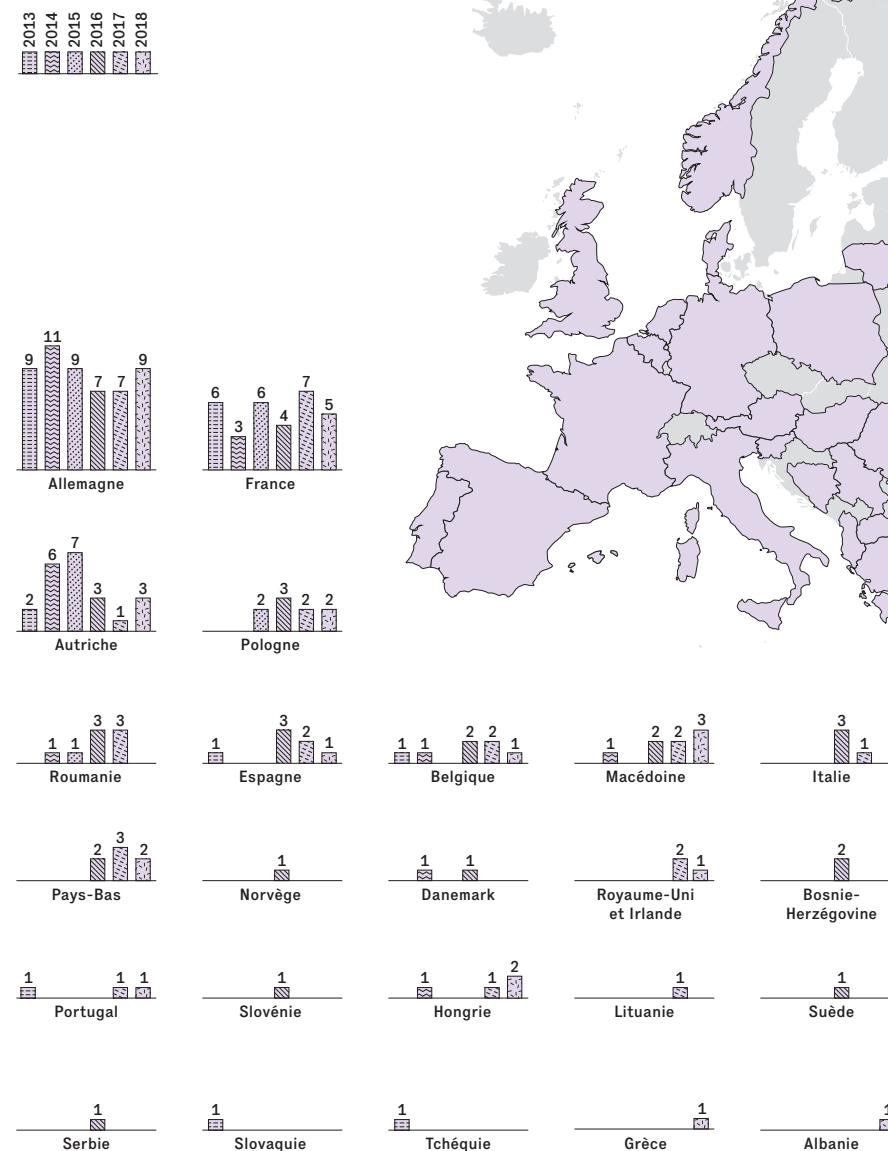 2013 2014 2015 2016 2017 2018
9 11 9 7 7 9
Allemagne
6 3 6 4 7 5
France
2 6 7 3 1 3
Autriche
2 3 2 2
Pologne
1 1 3 3
Roumanie
1 3 2 1
Espagne
1 1 2 2 1
Belgique
1 2 2 3
Macédoine
3 1
Italie
2 3 2
Pays-Bas
1
Norvège
1 1
Danemark
2 1
Royaume-Uni
et Irlande
2
Bosnie-
Herzégovine
1 1 1
Portugal
1
Slovénie
1 1 2
Hongrie
1
Lituanie
1
Suède
1
Serbie
1
Slovaquie
1
Tchéquie
1
Grèce
1
Albanie